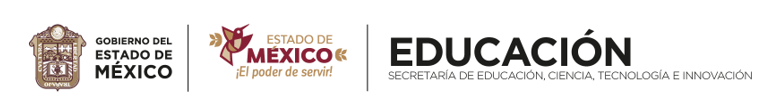 GOBIERNO DEL
ESTADO DE
MÉXICO
ESTADO DE
MÉXICO
¡El poder de servir!
EDUCACIÓN
SECRETARÍA DE EDUCACIÓN, CIENCIA, TECNOLOGÍA E INNOVACIÓN